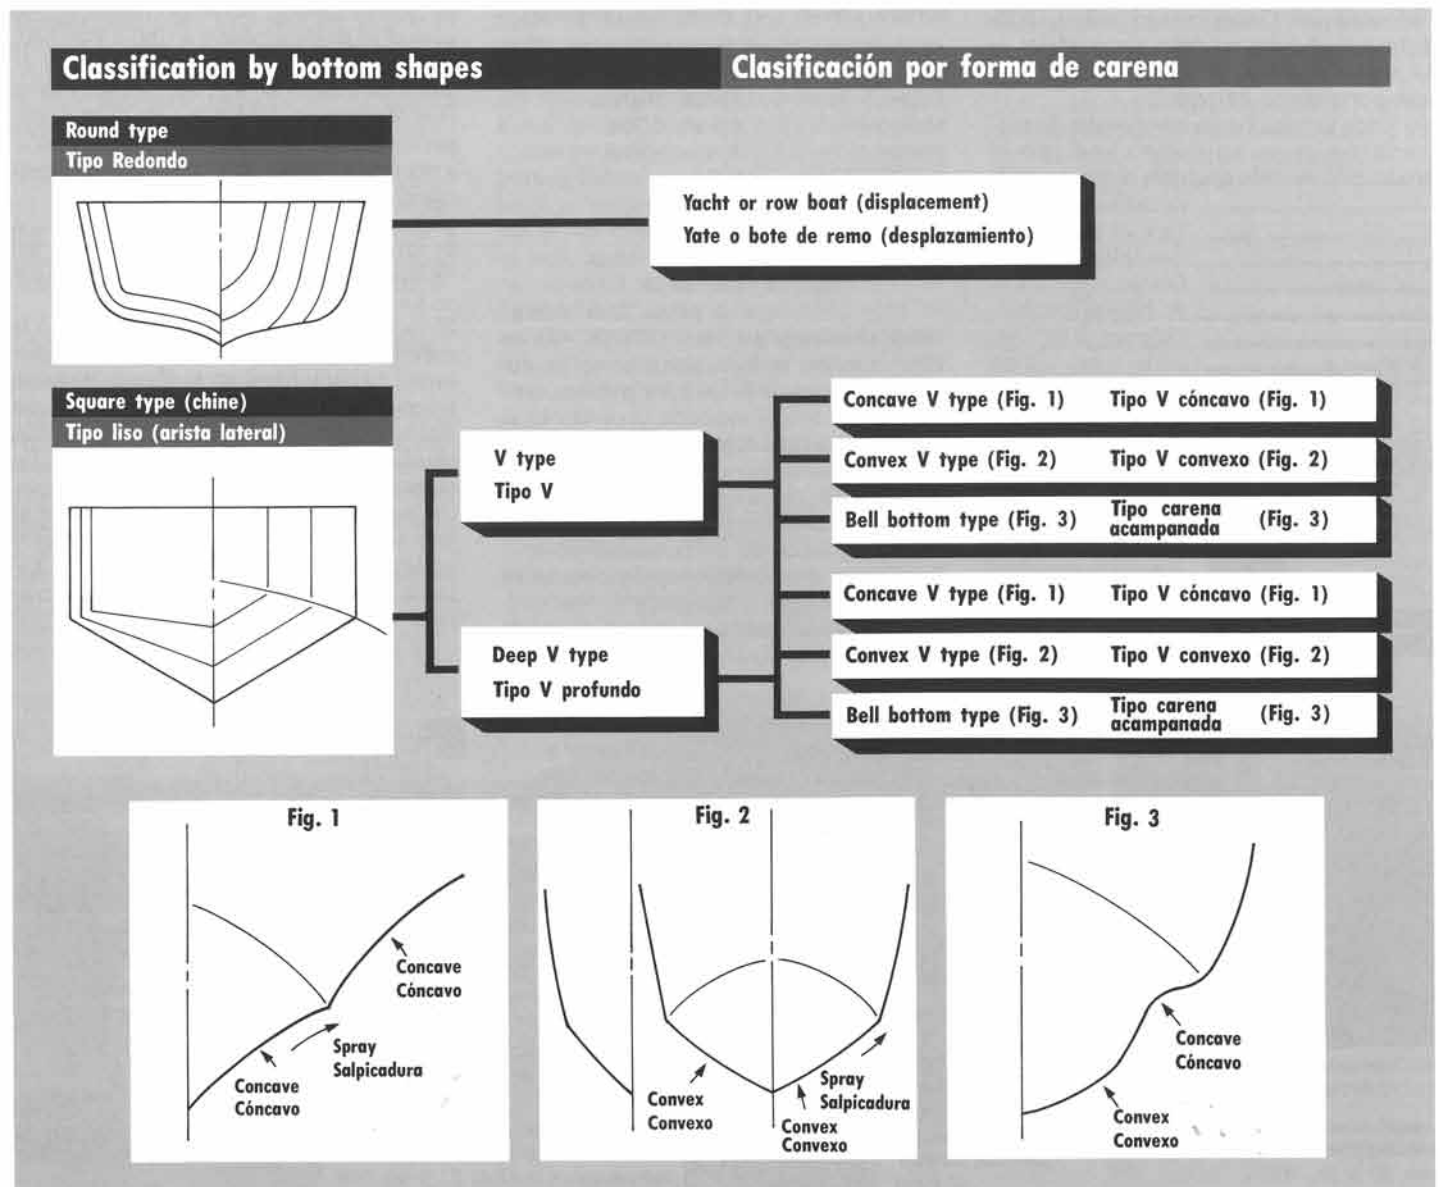 Classification by bottom shapes
Clasificación por forma de carena
Round type
Tipo Redondo
Yacht or row boat (displacement)
Yate o bote de remo (desplazamiento)
Square type (chine)
Tipo liso (arista lateral)
V type
Tipo V
Concave V type (Fig. 1) Tipo V cóncavo (Fig. 1)
Convex V type (Fig. 2) Tipo V convexo (Fig. 2)
Bell bottom type (Fig. 3) Tipo carena (Fig. 3)
acampanada
Deep V type
Tipo V profundo
Concave V type (Fig. 1) Tipo V cóncavo (Fig. 1)
Convex V type (Fig. 2) Tipo V convexo (Fig. 2)
Bell bottom type (Fig. 3) Tipo carena (Fig. 3)
acampanada
Fig. 1
Concave
Cóncavo
Spray
Salpicadura
Concave
Cóncavo
Fig. 2
Convex
Convexo
Spray
Salpicadura
Convex
Convexo
Fig. 3
Concave
Cóncavo
Convex
Convexo